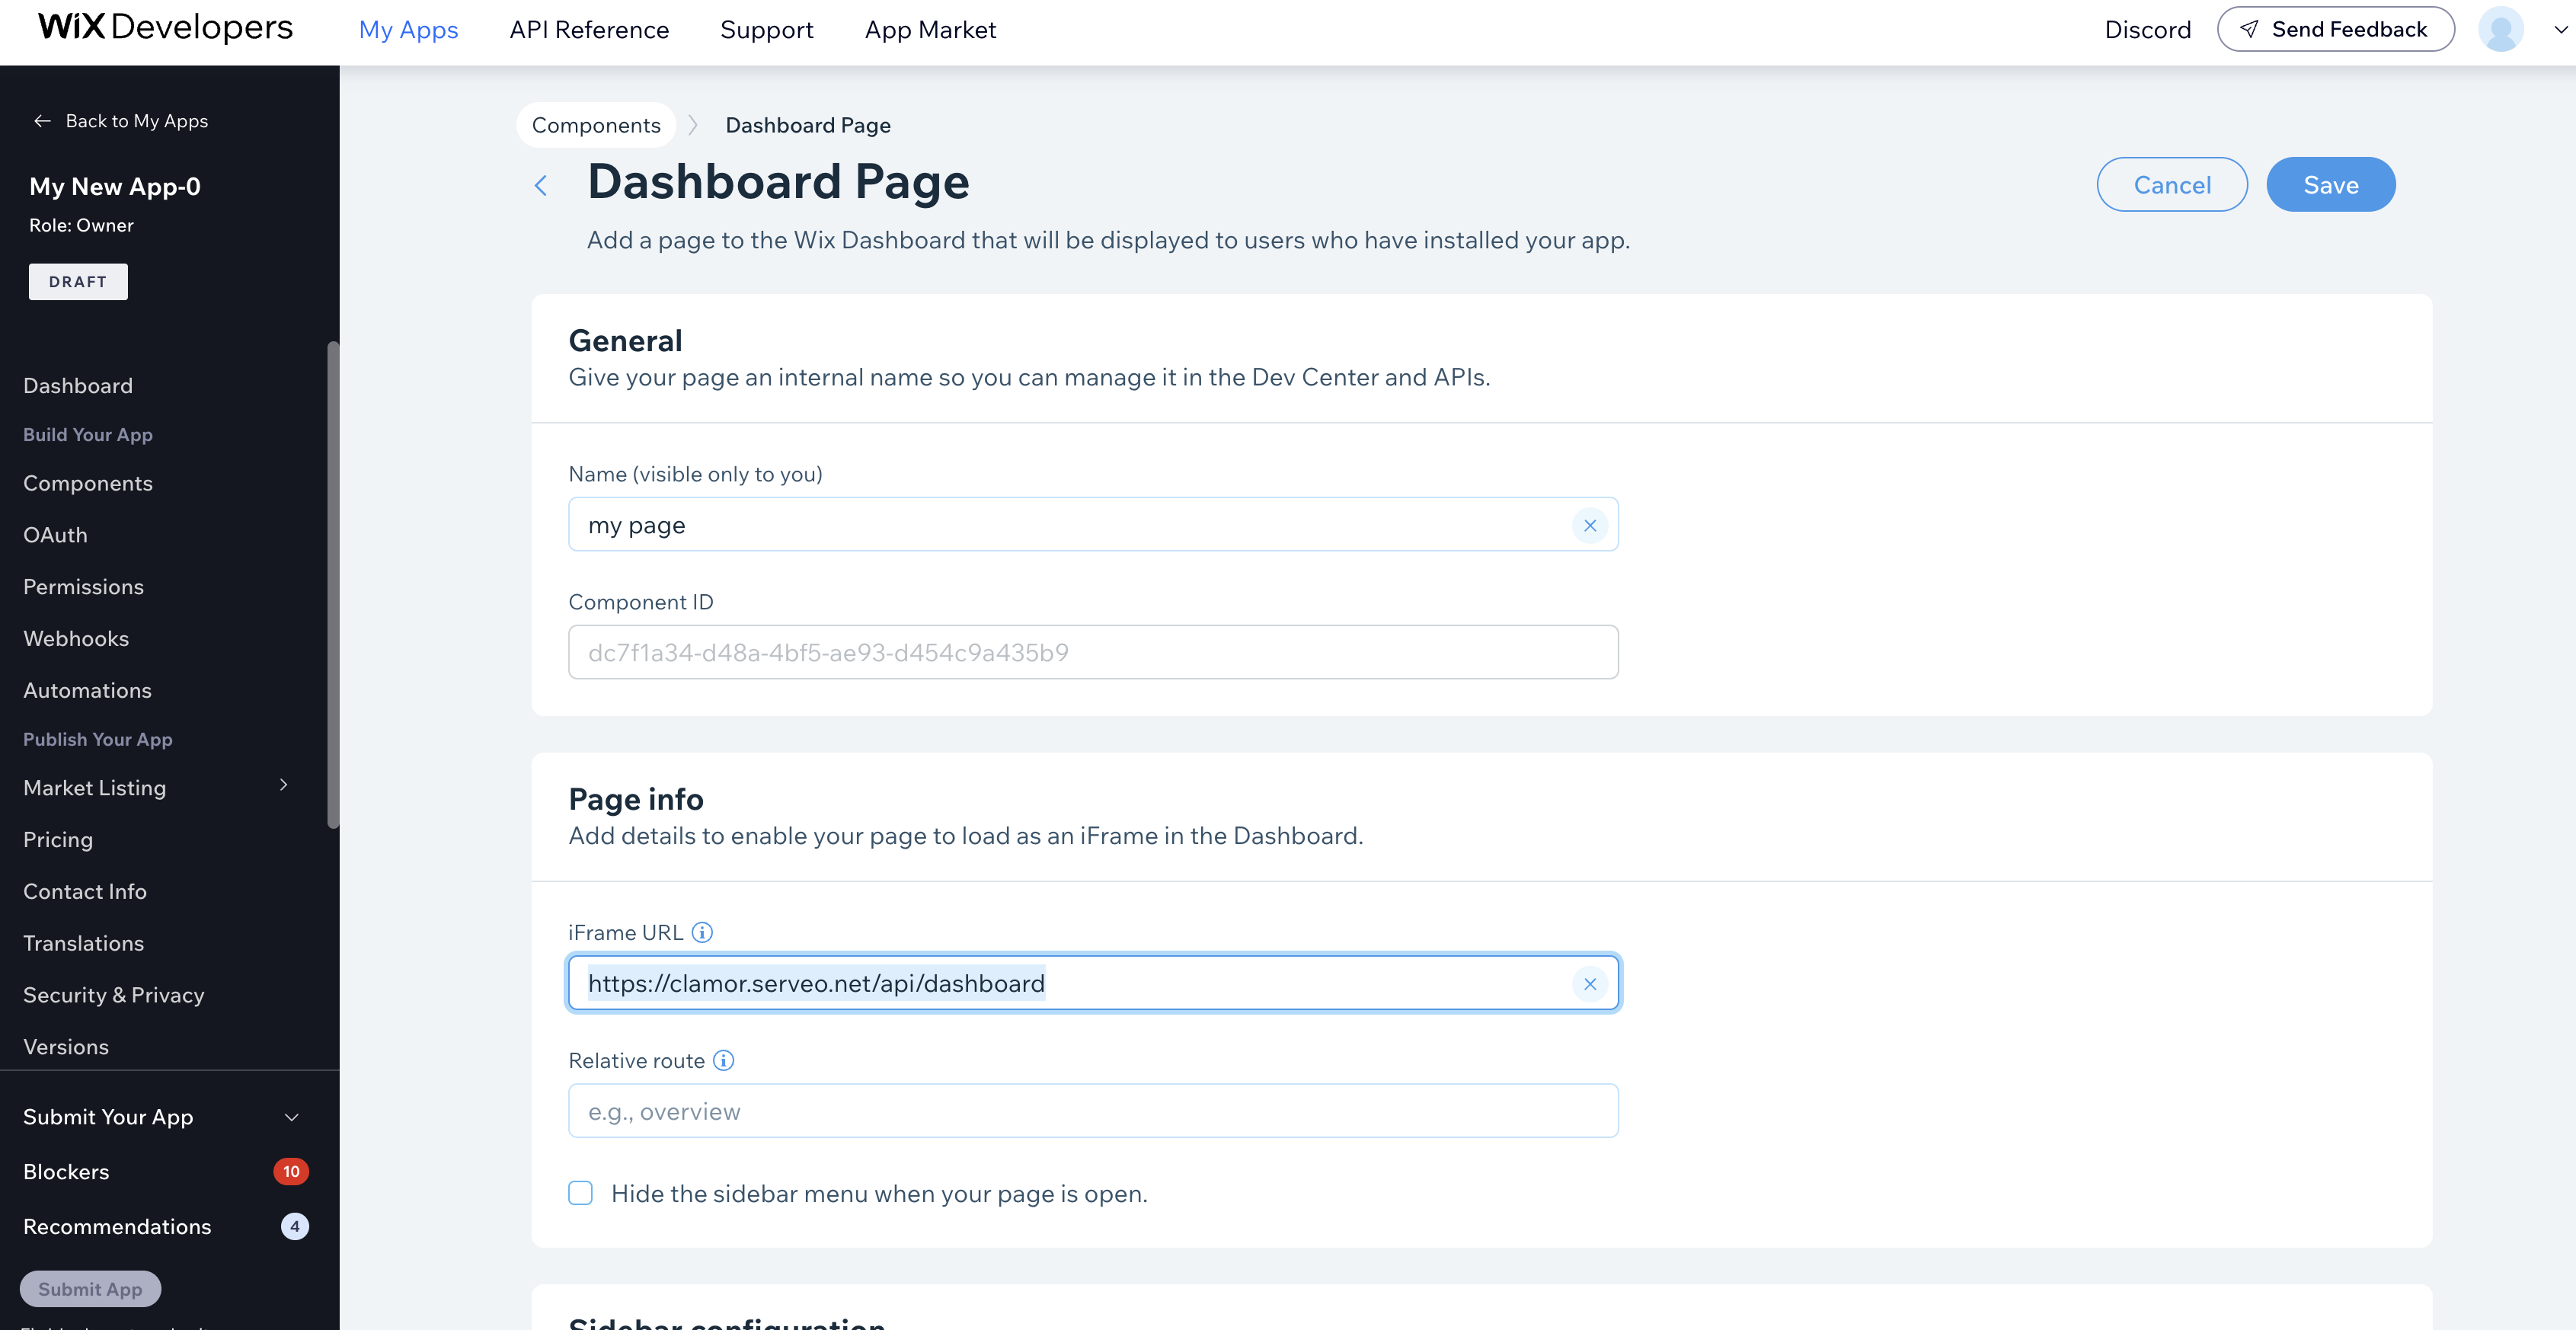 WiX Developers My Apps API Reference Support App Market Discord Send Feedback
Back to My Apps
My New App-0
Role: Owner
DRAFT
Dashboard
Build Your App
Components
OAuth
Permissions
Webhooks
Automations
Publish Your App
Market Listing
Pricing
Contact Info
Translations
Security & Privacy
Versions
Submit Your App
Blockers 10
Recommendations 4
Submit App
Components Dashboard Page
Dashboard Page
Cancel Save
Add a page to the Wix Dashboard that will be displayed to users who have installed your app.
General
Give your page an internal name so you can manage it in the Dev Center and APIs.
Name (visible only to you)
my page
Component ID
dc7f1a34-d48a-4bf5-ae93-d454c9a435b9
Page info
Add details to enable your page to load as an iFrame in the Dashboard.
iFrame URL
https://clamor.serveo.net/api/dashboard
Relative route
e.g., overview
Hide the sidebar menu when your page is open.
Sidebar configuration